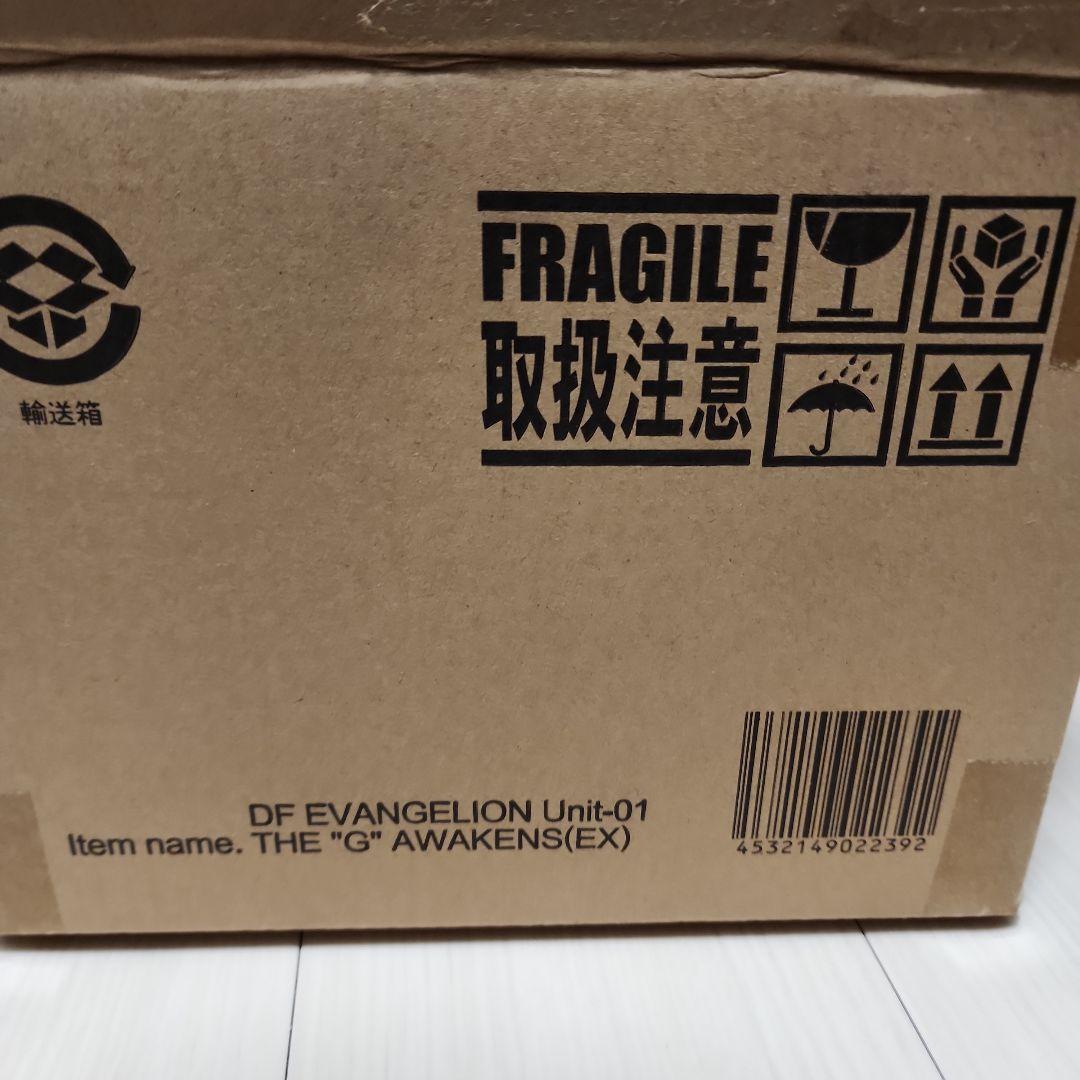 FRAGILE
取扱注意
輸送箱
DF EVANGELION Unit-01
Item name. THE "G" AWAKENS(EX)
4532149022392